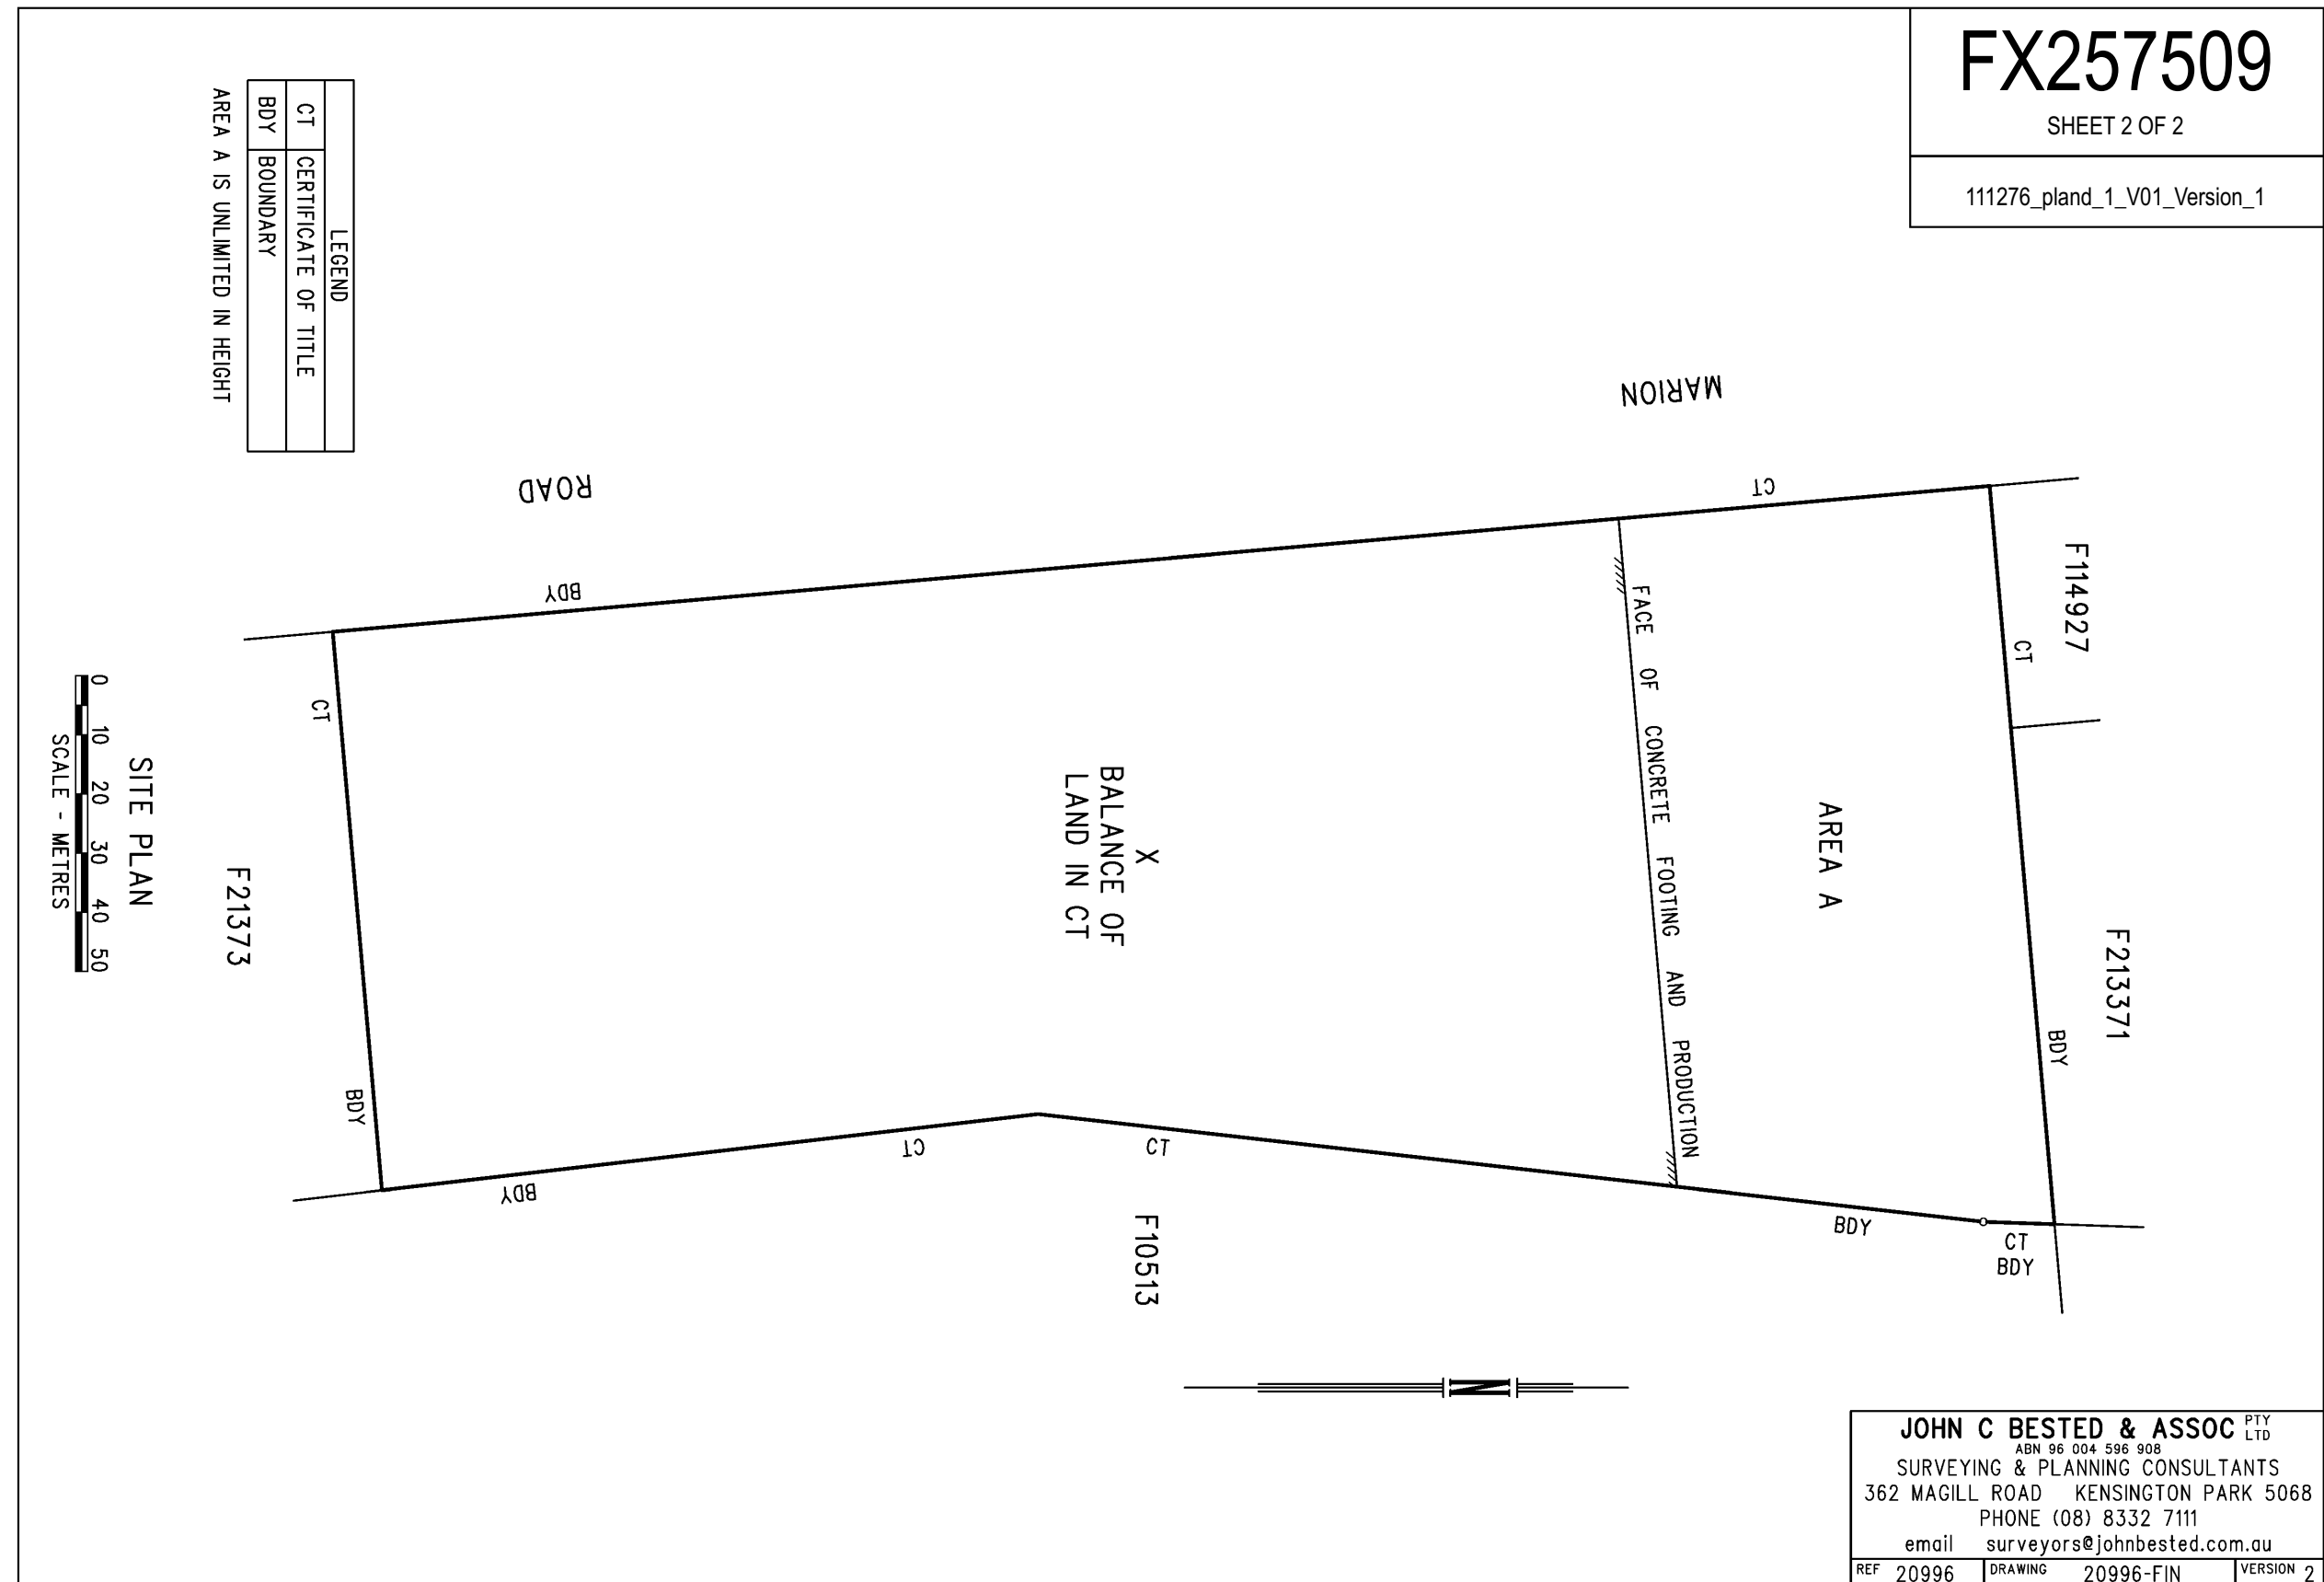 FX257509
SHEET 2 OF 2
111276_pland_1_V01_Version_1
LEGEND
CT CERTIFICATE OF TITLE
BDY BOUNDARY
AREA A IS UNLIMITED IN HEIGHT
MARION
ROAD
CT
BDY
F114927
CT
F213371
BDY
AREA A
FACE OF CONCRETE FOOTING AND PRODUCTION
X
BALANCE OF
LAND IN CT
CT
BDY
F21373
SITE PLAN
0 10 20 30 40 50
SCALE - METRES
CT
BDY
CT
BDY
CT
BDY
F10513
N
JOHN C BESTED & ASSOC PTY LTD
ABN 96 004 596 908
SURVEYING & PLANNING CONSULTANTS
362 MAGILL ROAD KENSINGTON PARK 5068
PHONE (08) 8332 7111
email surveyors@johnbested.com.au
REF 20996 DRAWING 20996-FIN VERSION 2